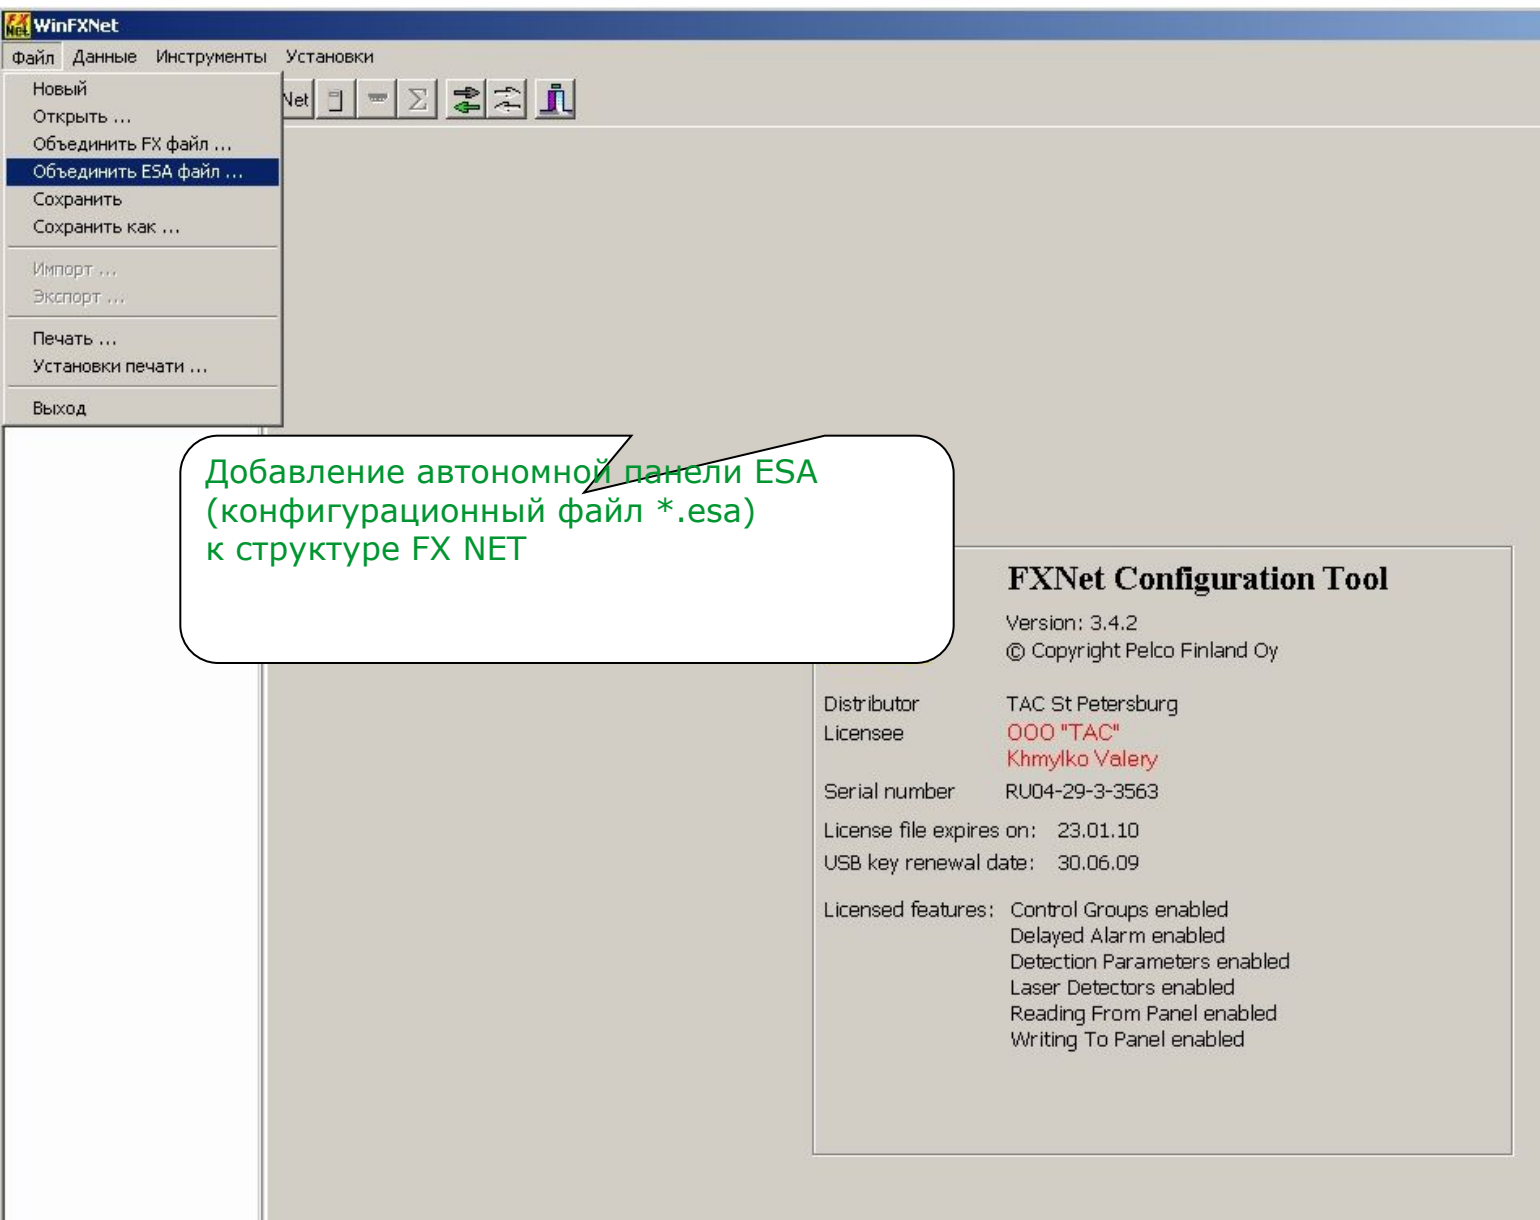 WinFXNet
Файл Данные Инструменты Установки
Новый
Открыть ...
Объединить FX файл ...
Объединить ESA файл ...
Сохранить
Сохранить как ...
Импорт ...
Экспорт ...
Печать ...
Установки печати ...
Выход
Net
Добавление автономной панели ESA
(конфигурационный файл *.esa)
к структуре FX NET
FXNet Configuration Tool
Version: 3.4.2
© Copyright Pelco Finland Oy
Distributor TAC St Petersburg
Licensee ООО "ТАС"
Khmylko Valery
Serial number RU04-29-3-3563
License file expires on: 23.01.10
USB key renewal date: 30.06.09
Licensed features: Control Groups enabled
Delayed Alarm enabled
Detection Parameters enabled
Laser Detectors enabled
Reading From Panel enabled
Writing To Panel enabled